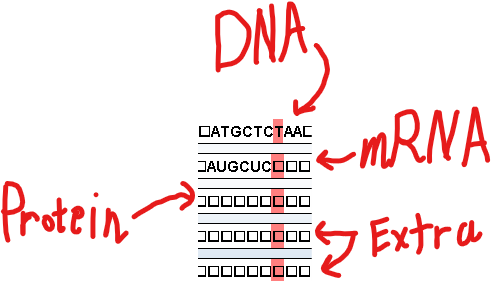 DNA
□ATGCTCTAA□
□AUGCUC□□□ mRNA
Protein □□□□□□□□□
□□□□□□□□□ Extra
□□□□□□□□□